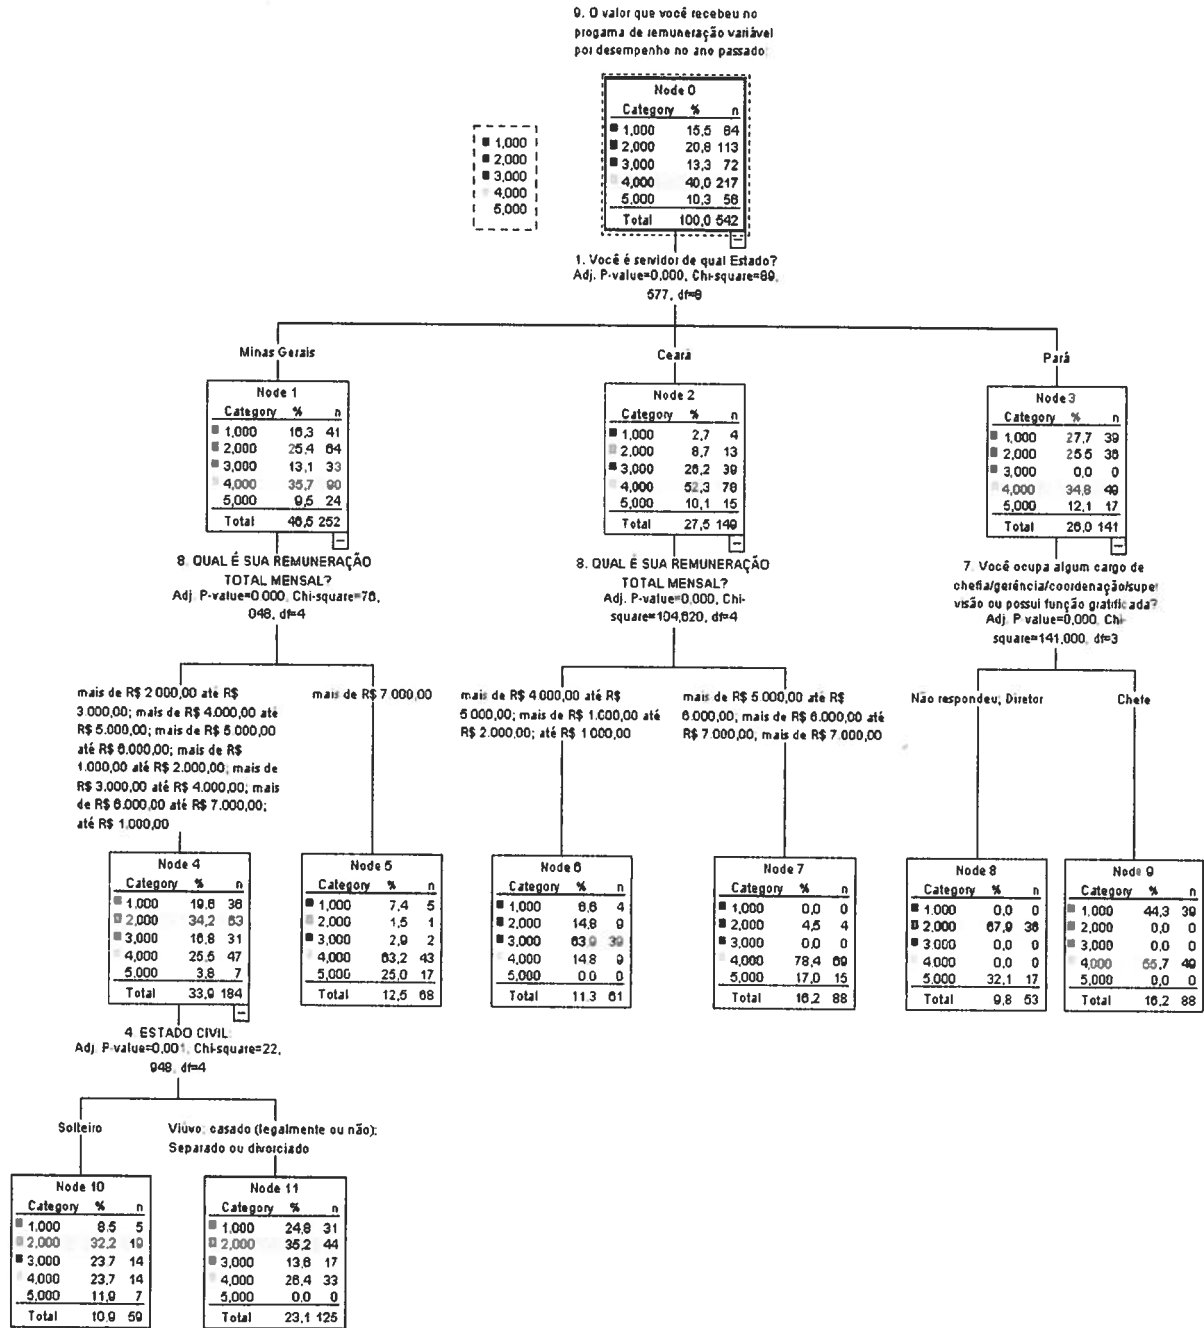 9. O valor que você recebeu no
progama de remuneração variável
por desempenho no ano passado
Node 0
Category % n
1,000 15,5 84
2,000 20,8 113
3,000 13,3 72
4,000 40,0 217
5,000 10,3 56
Total 100,0 542
1,000
2,000
3,000
4,000
5,000
1. Você é servidor de qual Estado?
Adj. P-value=0,000, Chi-square=89,
577, df=8
Minas Gerais
Ceará
Pará
Node 1
Category % n
1,000 16,3 41
2,000 25,4 64
3,000 13,1 33
4,000 35,7 90
5,000 9,5 24
Total 46,5 252
Node 2
Category % n
1,000 2,7 4
2,000 8,7 13
3,000 26,2 39
4,000 52,3 78
5,000 10,1 15
Total 27,5 149
Node 3
Category % n
1,000 27,7 39
2,000 25,5 36
3,000 0,0 0
4,000 34,8 49
5,000 12,1 17
Total 26,0 141
8. QUAL É SUA REMUNERAÇÃO
TOTAL MENSAL?
Adj. P-value=0,000, Chi-square=76,
048, df=4
8. QUAL É SUA REMUNERAÇÃO
TOTAL MENSAL?
Adj. P-value=0,000, Chi-
square=104,620, df=4
7. Você ocupa algum cargo de
chefia/gerência/coordenação/super
visão ou possui função gratificada?
Adj. P-value=0,000, Chi-
square=141,000, df=3
mais de R$ 2.000,00 até R$
3.000,00; mais de R$ 4.000,00 até
R$ 5.000,00; mais de R$ 5.000,00
até R$ 6.000,00; mais de R$
1.000,00 até R$ 2.000,00; mais de
R$ 3.000,00 até R$ 4.000,00; mais
de R$ 6.000,00 até R$ 7.000,00;
até R$ 1.000,00
mais de R$ 7.000,00
mais de R$ 4.000,00 até R$
5.000,00; mais de R$ 1.000,00 até
R$ 2.000,00; até R$ 1.000,00
mais de R$ 5.000,00 até R$
6.000,00; mais de R$ 6.000,00 até
R$ 7.000,00; mais de R$ 7.000,00
Não respondeu; Diretor
Chefe
Node 4
Category % n
1,000 19,6 36
2,000 34,2 63
3,000 16,8 31
4,000 25,5 47
5,000 3,8 7
Total 33,9 184
Node 5
Category % n
1,000 7,4 5
2,000 1,5 1
3,000 2,9 2
4,000 63,2 43
5,000 25,0 17
Total 12,5 68
Node 6
Category % n
1,000 6,6 4
2,000 14,8 9
3,000 63,9 39
4,000 14,8 9
5,000 0,0 0
Total 11,3 61
Node 7
Category % n
1,000 0,0 0
2,000 4,5 4
3,000 0,0 0
4,000 78,4 69
5,000 17,0 15
Total 16,2 88
Node 8
Category % n
1,000 0,0 0
2,000 67,9 36
3,000 0,0 0
4,000 0,0 0
5,000 32,1 17
Total 9,8 53
Node 9
Category % n
1,000 44,3 39
2,000 0,0 0
3,000 0,0 0
4,000 55,7 49
5,000 0,0 0
Total 16,2 88
4. ESTADO CIVIL:
Adj. P-value=0,001, Chi-square=22,
948, df=4
Solteiro
Viúvo; casado (legalmente ou não);
Separado ou divorciado
Node 10
Category % n
1,000 8,5 5
2,000 32,2 19
3,000 23,7 14
4,000 23,7 14
5,000 11,9 7
Total 10,9 59
Node 11
Category % n
1,000 24,8 31
2,000 35,2 44
3,000 13,6 17
4,000 26,4 33
5,000 0,0 0
Total 23,1 125